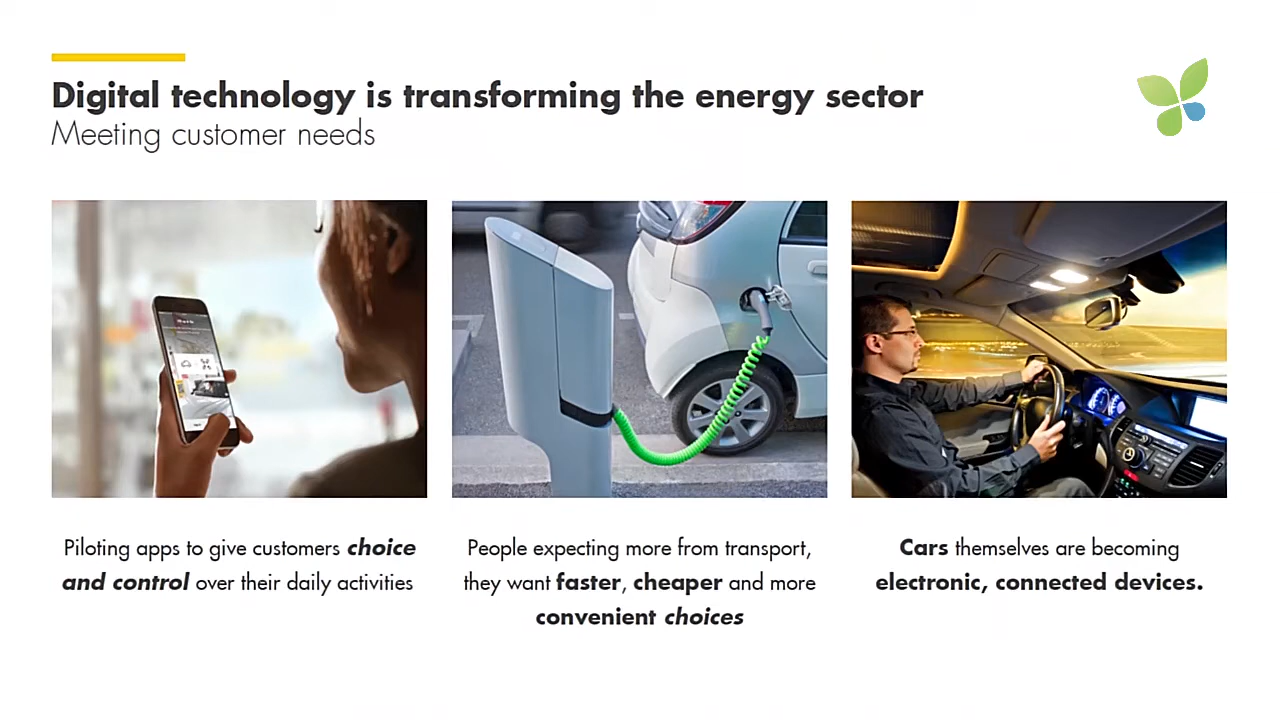 Digital technology is transforming the energy sector
Meeting customer needs
Piloting apps to give customers choice
and control over their daily activities
People expecting more from transport,
they want faster, cheaper and more
convenient choices
Cars themselves are becoming
electronic, connected devices.